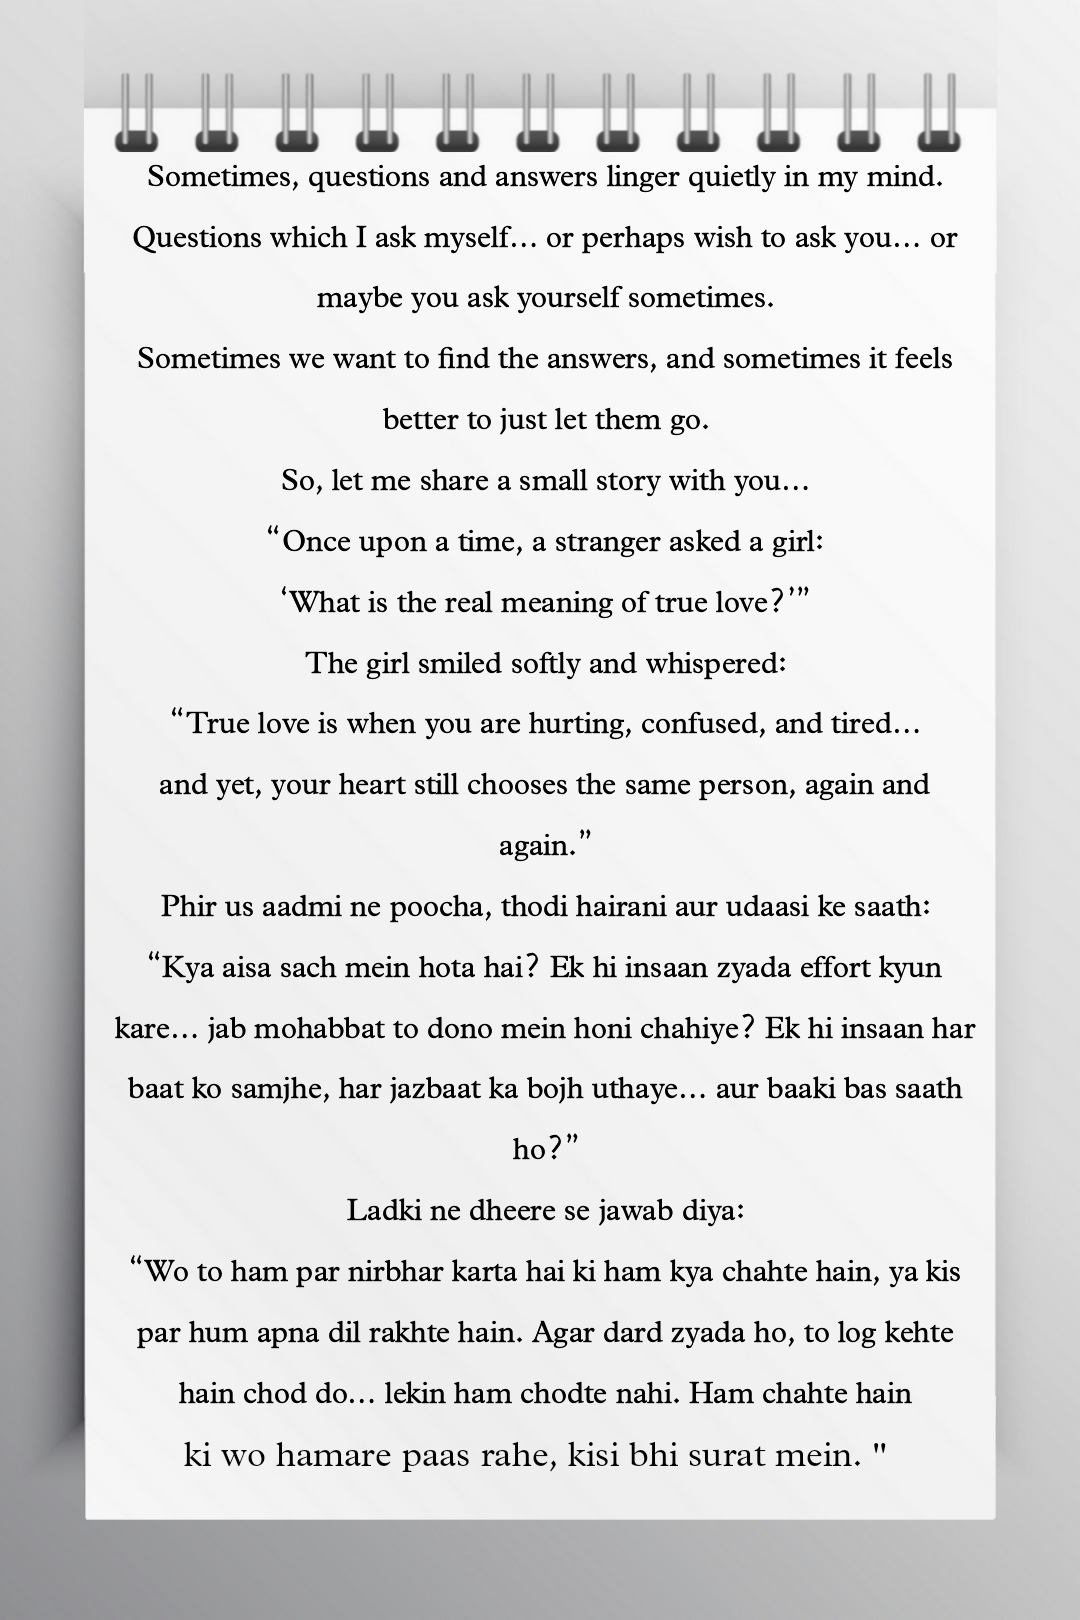 Sometimes, questions and answers linger quietly in my mind.
Questions which I ask myself… or perhaps wish to ask you… or
maybe you ask yourself sometimes.
Sometimes we want to find the answers, and sometimes it feels
better to just let them go.
So, let me share a small story with you…
“Once upon a time, a stranger asked a girl:
‘What is the real meaning of true love?’”
The girl smiled softly and whispered:
“True love is when you are hurting, confused, and tired…
and yet, your heart still chooses the same person, again and
again.”
Phir us aadmi ne poocha, thodi hairani aur udaasi ke saath:
“Kya aisa sach mein hota hai? Ek hi insaan zyada effort kyun
kare… jab mohabbat to dono mein honi chahiye? Ek hi insaan har
baat ko samjhe, har jazbaat ka bojh uthaye… aur baaki bas saath
ho?”
Ladki ne dheere se jawab diya:
“Wo to ham par nirbhar karta hai ki ham kya chahte hain, ya kis
par hum apna dil rakhte hain. Agar dard zyada ho, to log kehte
hain chod do… lekin ham chodte nahi. Ham chahte hain
ki wo hamare paas rahe, kisi bhi surat mein. "